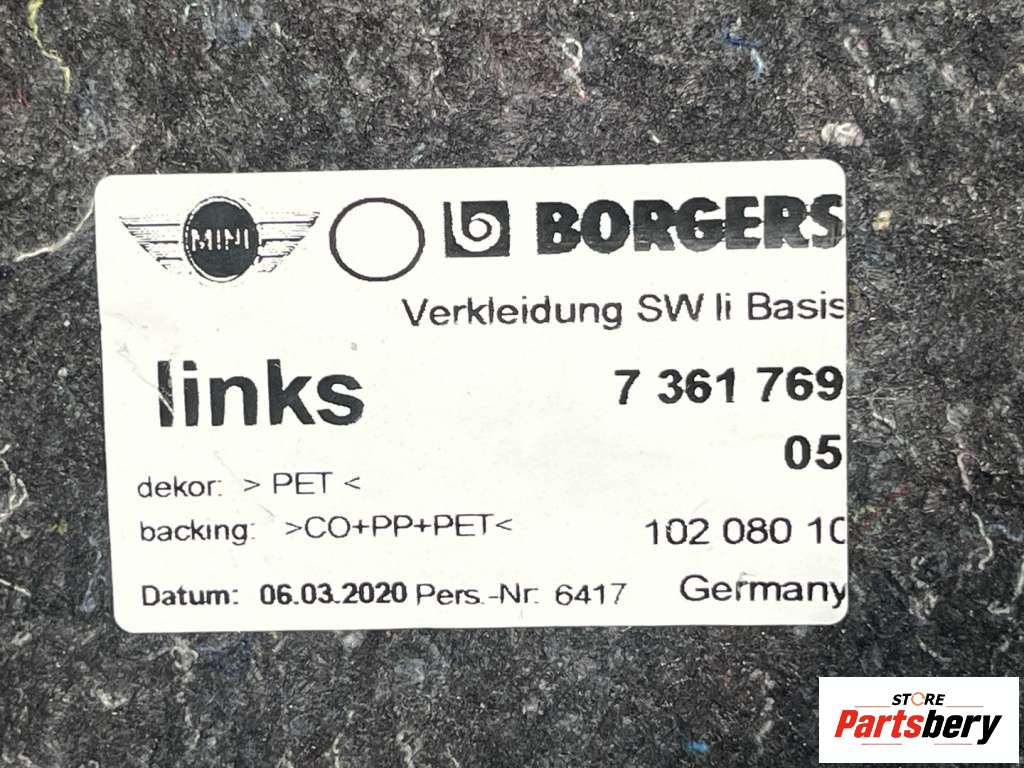 MINI BORGERS
Verkleidung SW li Basis
links 7 361 769
05
dekor: > PET <
backing: >CO+PP+PET< 102 080 10
Datum: 06.03.2020 Pers.-Nr: 6417 Germany
STORE
Partsbery